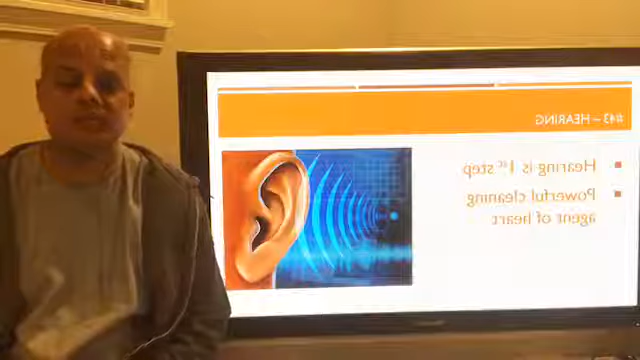 #43 – HEARING
Hearing is 1st step
Powerful cleaning
agent of heart